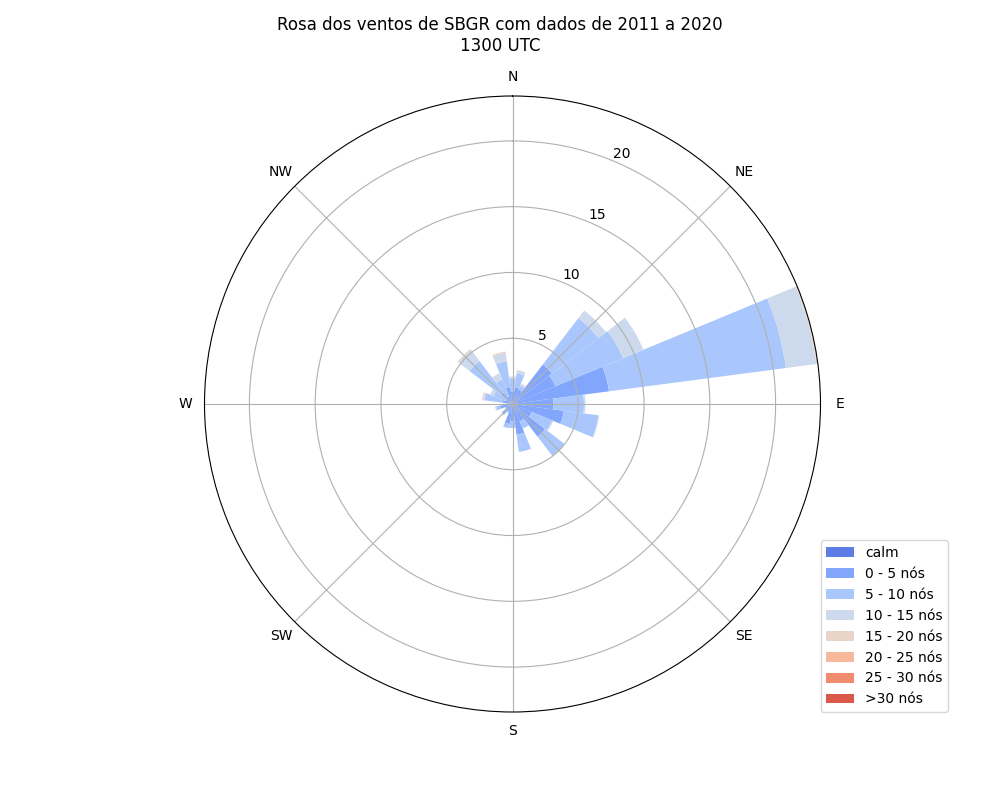 Rosa dos ventos de SBGR com dados de 2011 a 2020
1300 UTC
N
NW
NE
20
15
10
5
W
E
SW
SE
S
calm
0 - 5 nós
5 - 10 nós
10 - 15 nós
15 - 20 nós
20 - 25 nós
25 - 30 nós
>30 nós